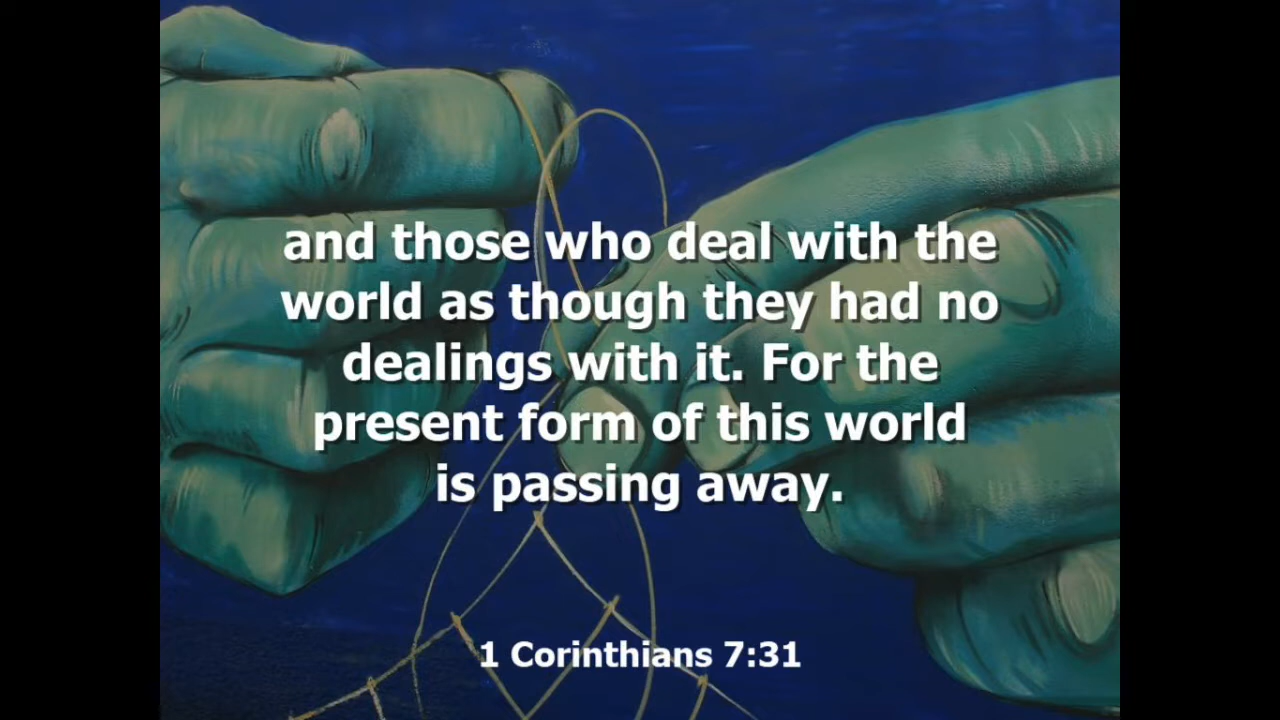 and those who deal with the
world as though they had no
dealings with it. For the
present form of this world
is passing away.
1 Corinthians 7:31